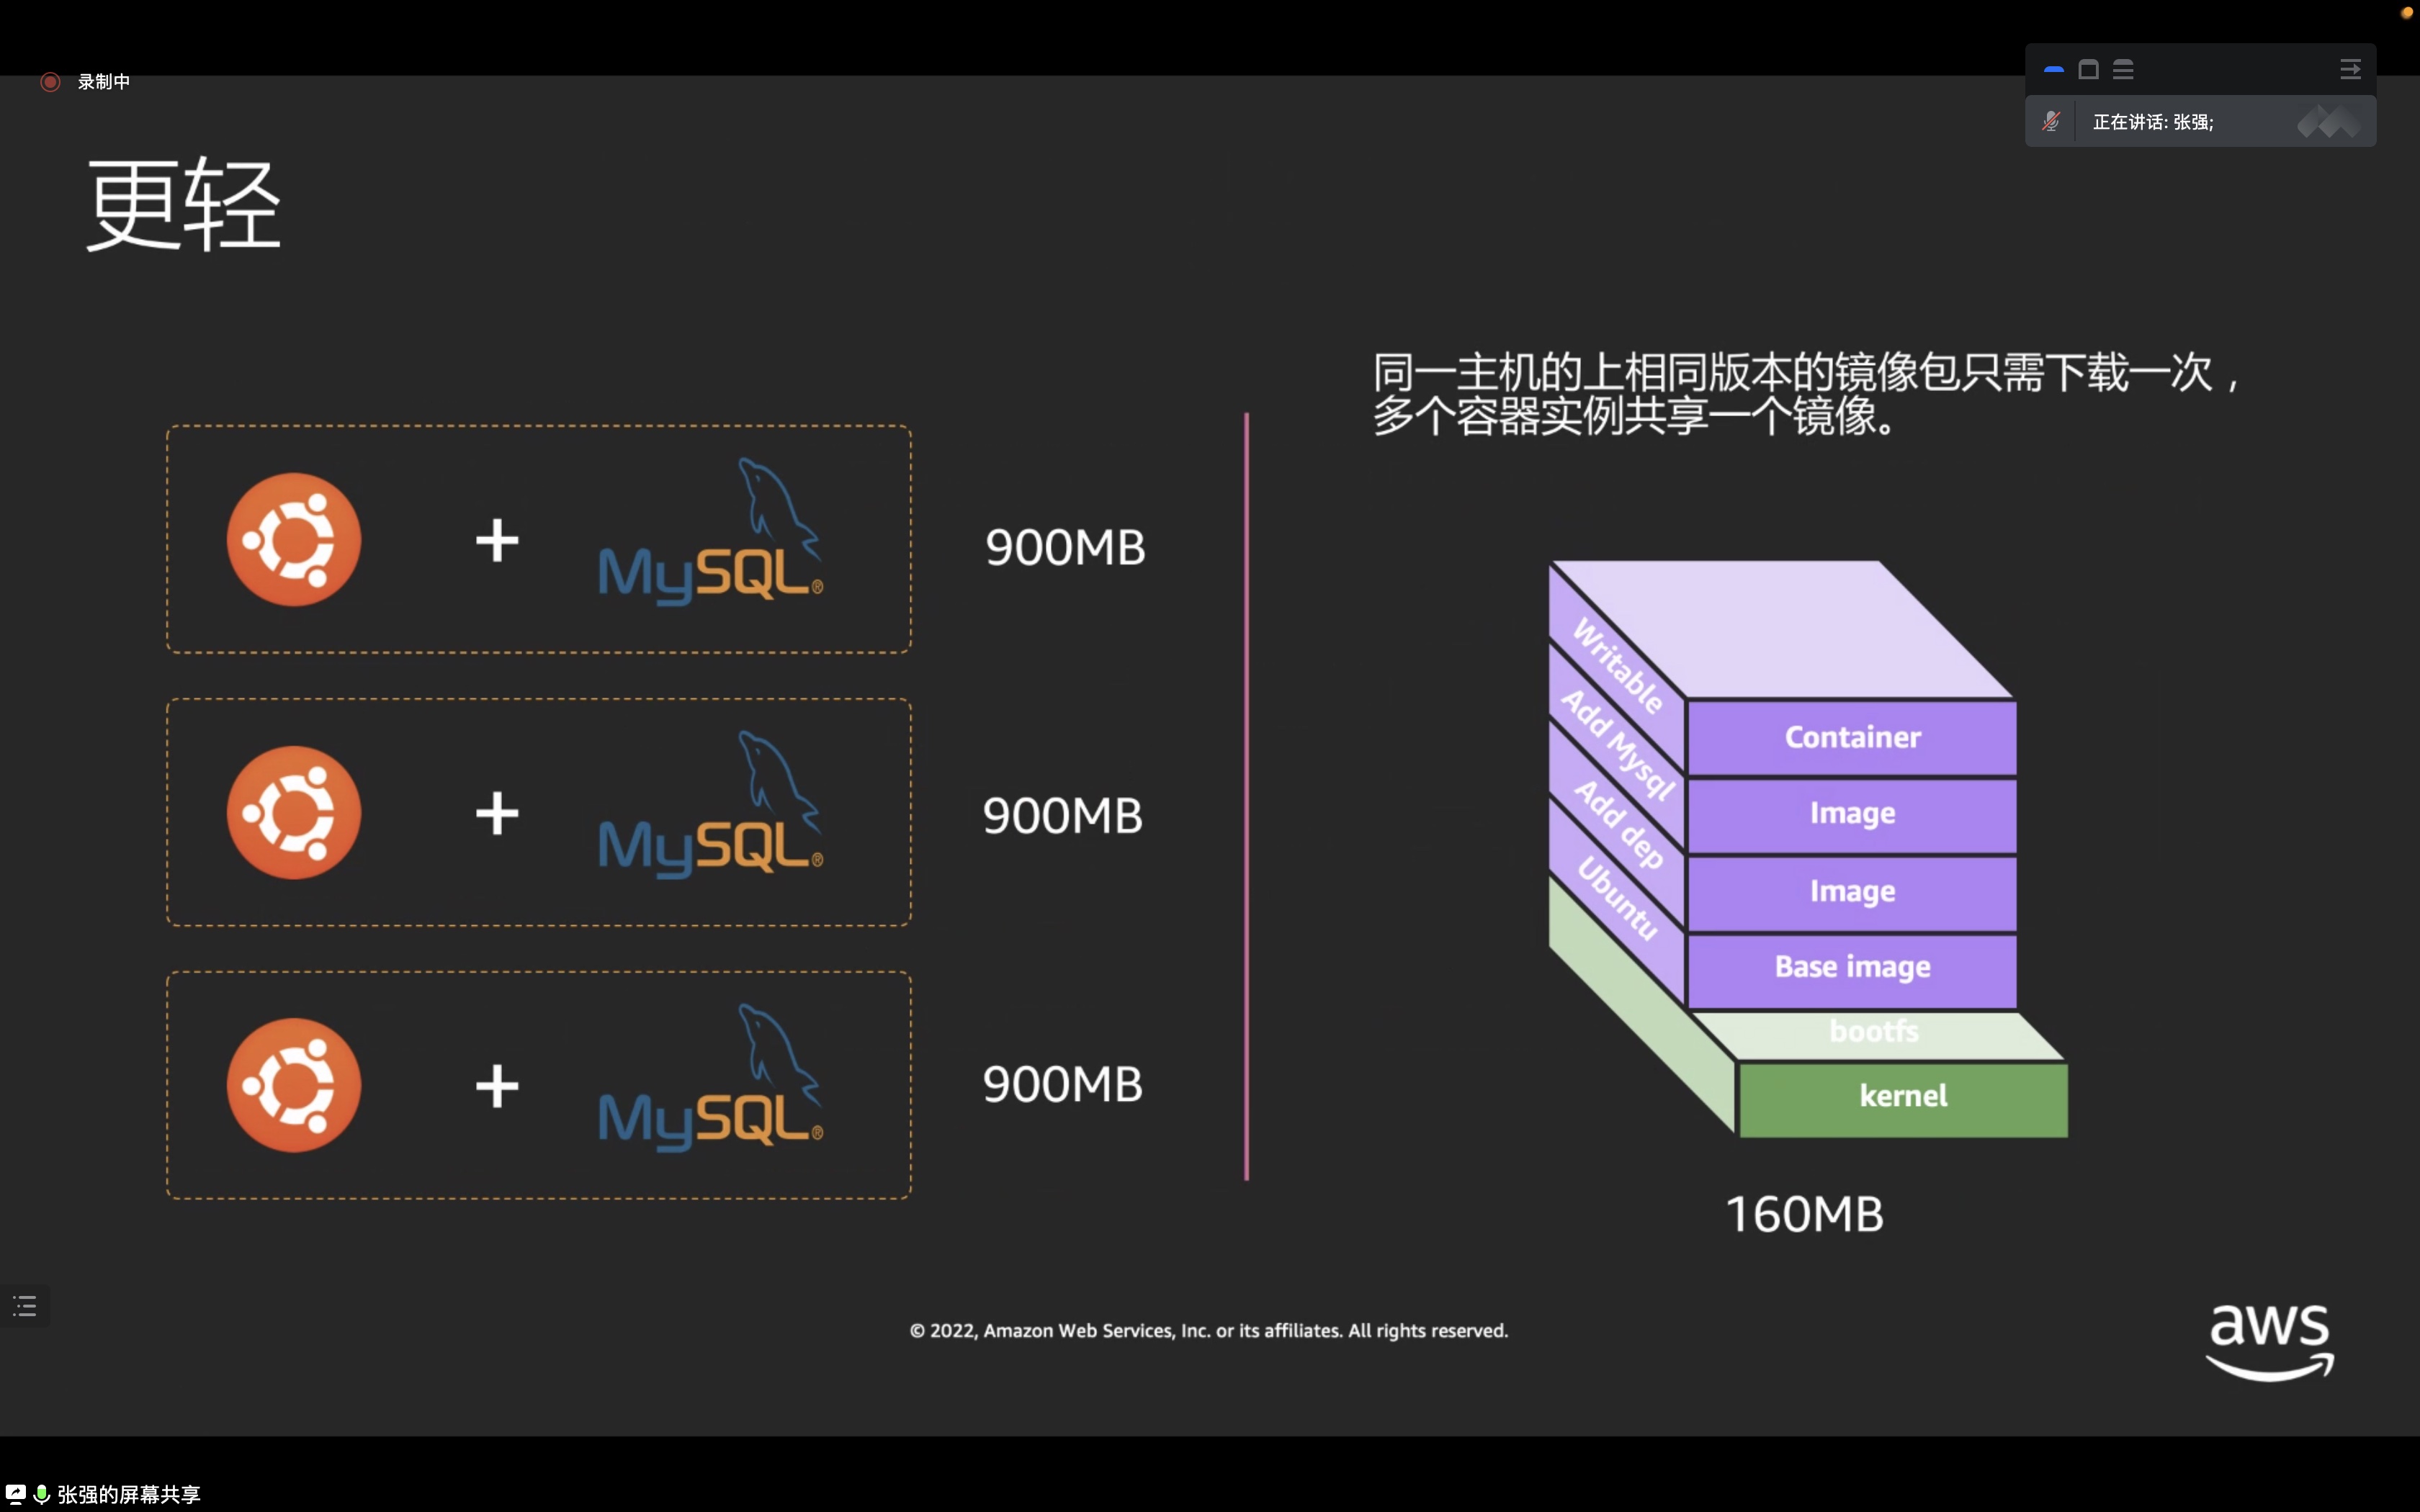 录制中
正在讲话: 张强;
更轻
同一主机的上相同版本的镜像包只需下载一次，
多个容器实例共享一个镜像。
+
MySQL®
900MB
+
MySQL®
900MB
+
MySQL®
900MB
Writable
Container
Add Mysql
Image
Add dep
Image
Ubuntu
Base image
bootfs
kernel
160MB
© 2022, Amazon Web Services, Inc. or its affiliates. All rights reserved.
aws
张强的屏幕共享